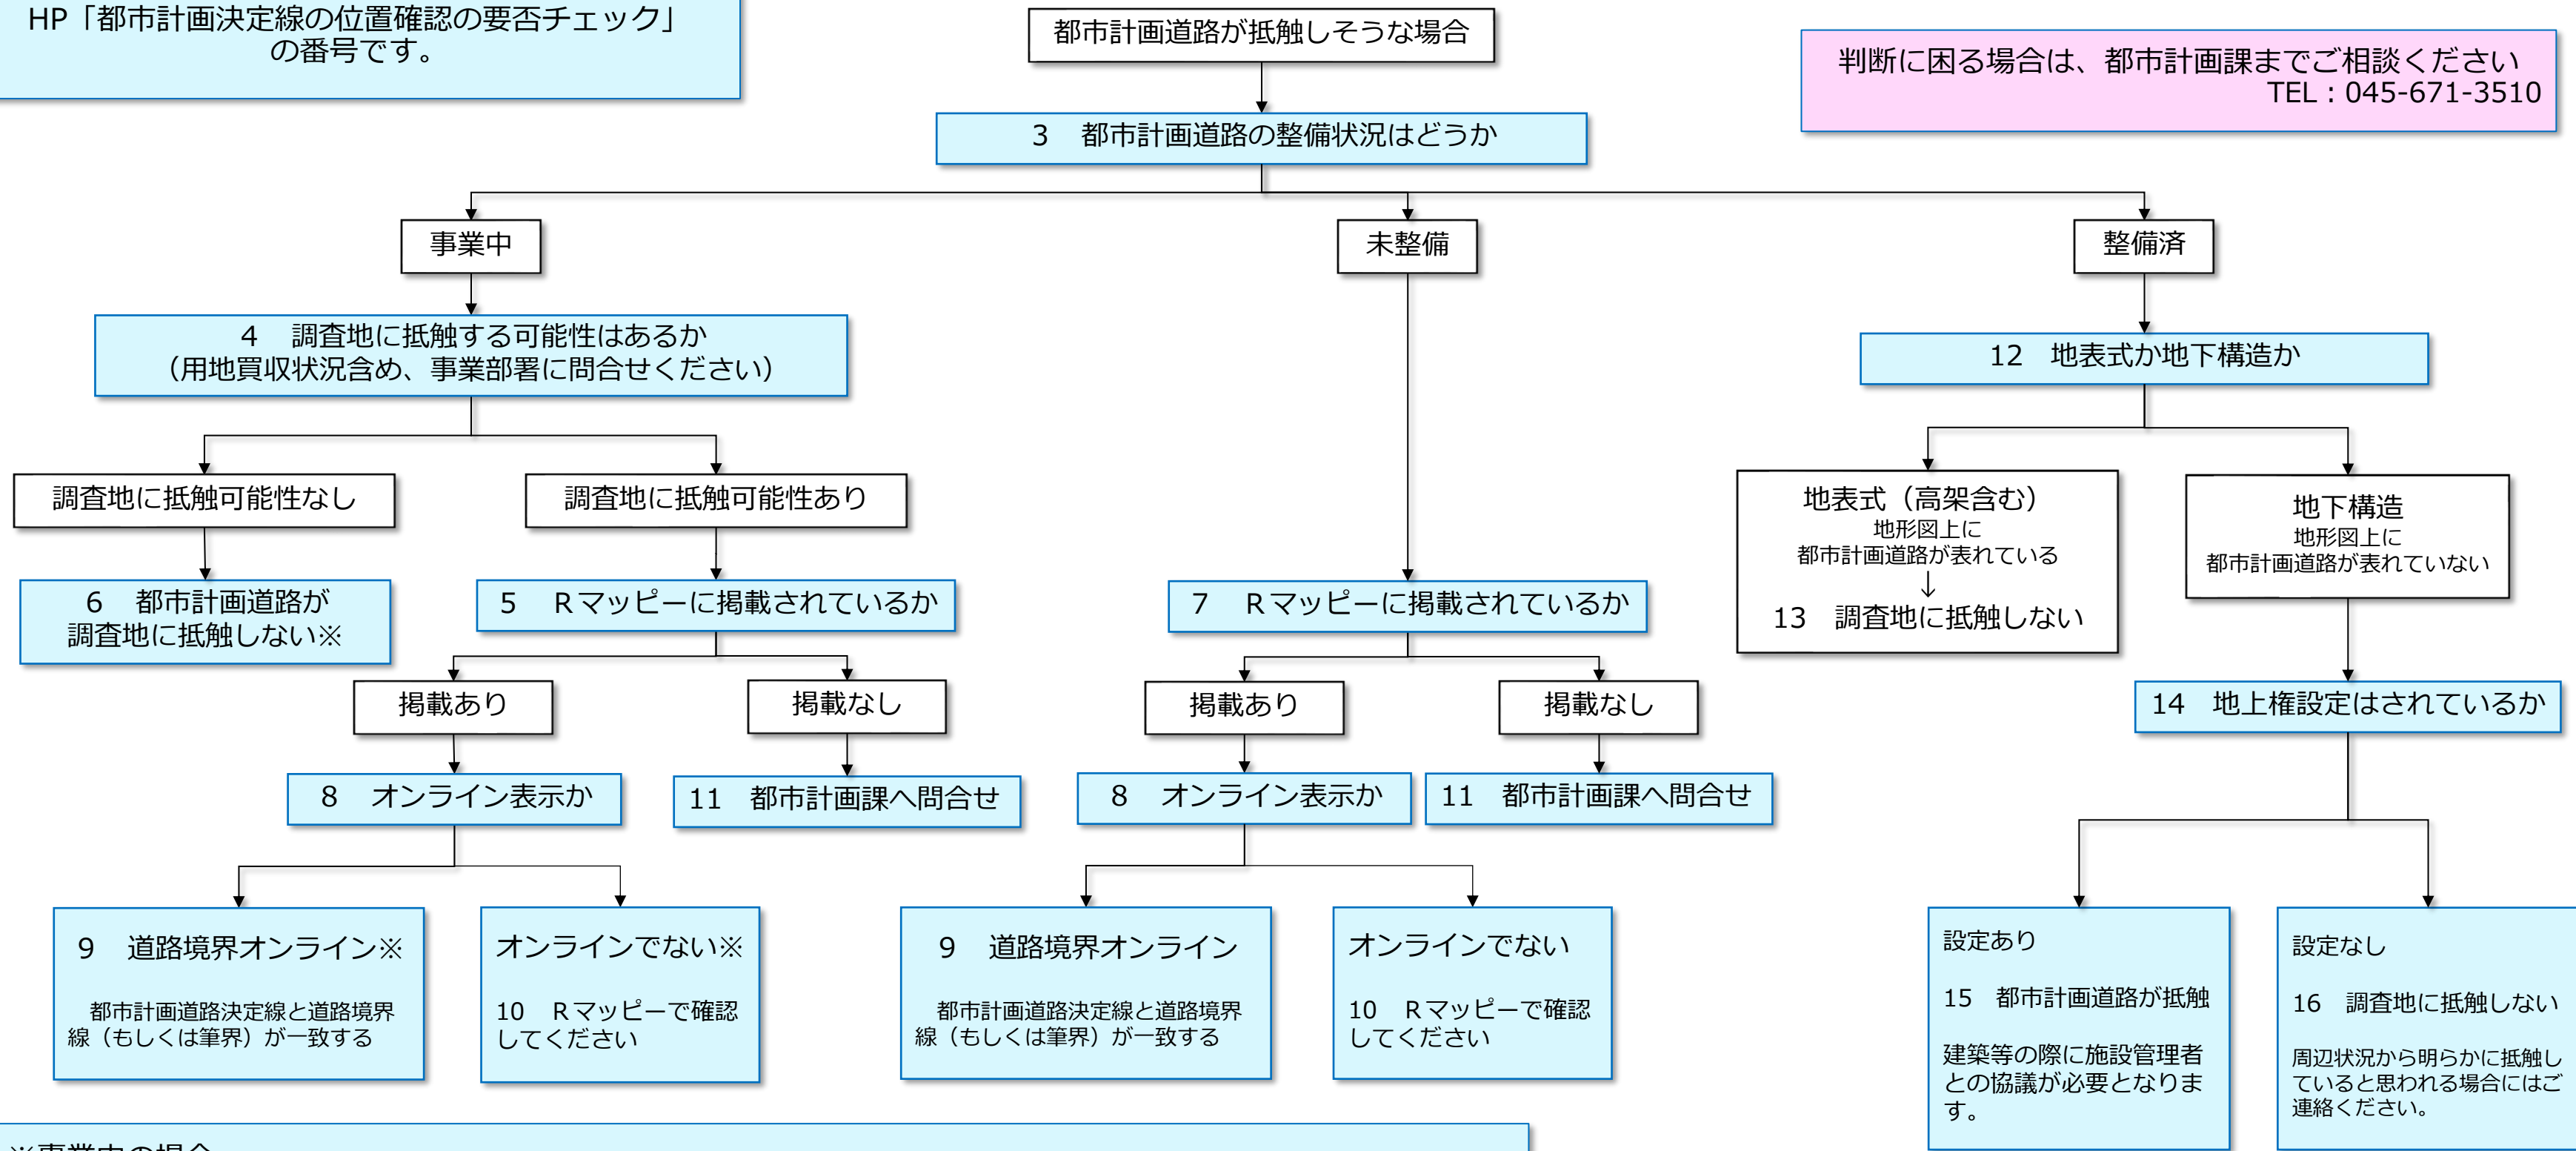 HP「都市計画決定線の位置確認の要否チェック」
の番号です。
都市計画道路が抵触しそうな場合
判断に困る場合は、都市計画課までご相談ください
TEL：045-671-3510
3　都市計画道路の整備状況はどうか
事業中
未整備
整備済
4　調査地に抵触する可能性はあるか
（用地買収状況含め、事業部署に問合せください）
12　地表式か地下構造か
調査地に抵触可能性なし
調査地に抵触可能性あり
地表式（高架含む）
地形図上に
都市計画道路が表れている
↓
13　調査地に抵触しない
地下構造
地形図上に
都市計画道路が表れていない
6　都市計画道路が
調査地に抵触しない※
5　Ｒマッピーに掲載されているか
7　Ｒマッピーに掲載されているか
掲載あり
掲載なし
掲載あり
掲載なし
14　地上権設定はされているか
8　オンライン表示か
11　都市計画課へ問合せ
8　オンライン表示か
11　都市計画課へ問合せ
9　道路境界オンライン※
都市計画道路決定線と道路境界
線（もしくは筆界）が一致する
オンラインでない※
10　Ｒマッピーで確認
してください
9　道路境界オンライン
都市計画道路決定線と道路境界
線（もしくは筆界）が一致する
オンラインでない
10　Ｒマッピーで確認
してください
設定あり
15　都市計画道路が抵触
建築等の際に施設管理者
との協議が必要となりま
す。
設定なし
16　調査地に抵触しない
周辺状況から明らかに抵触し
ていると思われる場合にはご
連絡ください。
※事業中の場合